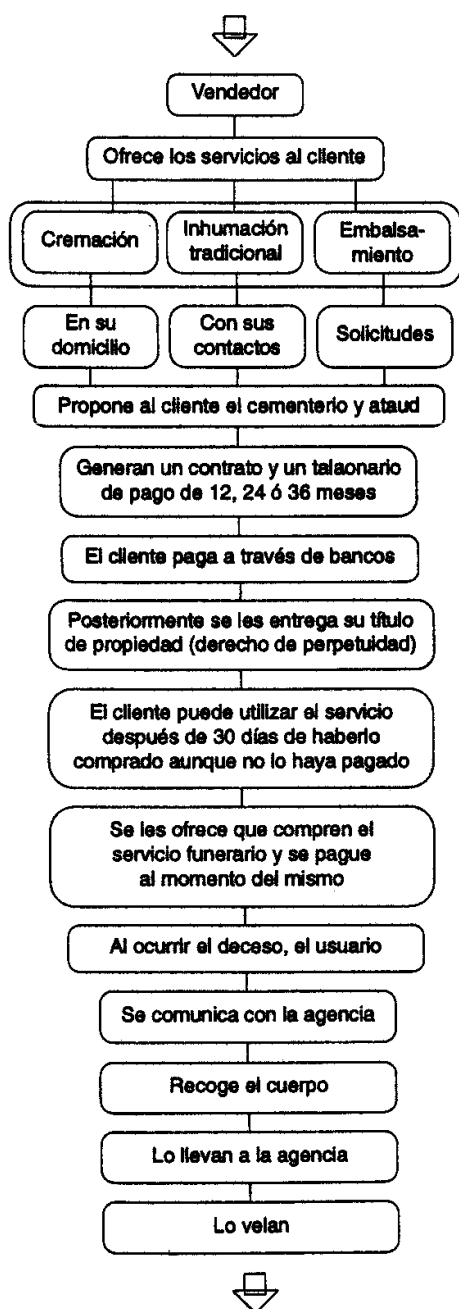 Vendedor
Ofrece los servicios al cliente
Cremación
Inhumación
tradicional
Embalsa-
miento
En su
domicilio
Con sus
contactos
Solicitudes
Propone al cliente el cementerio y ataud
Generan un contrato y un talaonario
de pago de 12, 24 ó 36 meses
El cliente paga a través de bancos
Posteriormente se les entrega su título
de propiedad (derecho de perpetuidad)
El cliente puede utilizar el servicio
después de 30 días de haberlo
comprado aunque no lo haya pagado
Se les ofrece que compren el
servicio funerario y se pague
al momento del mismo
Al ocurrir el deceso, el usuario
Se comunica con la agencia
Recoge el cuerpo
Lo llevan a la agencia
Lo velan